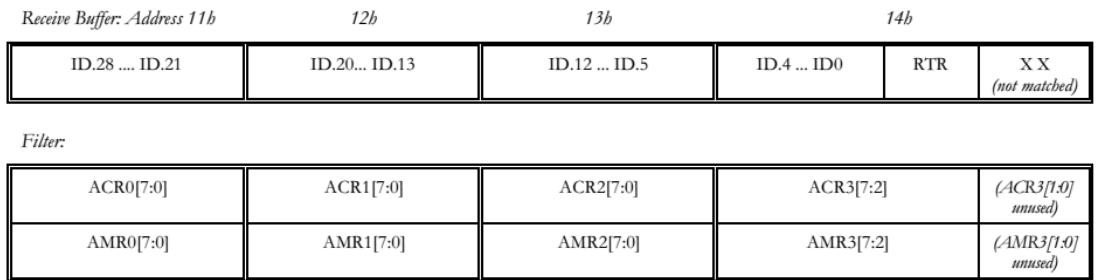 Receive Buffer: Address 11h 12h 13h 14h
ID.28 .... ID.21 ID.20... ID.13 ID.12 ... ID.5 ID.4 ... ID0 RTR X X
(not matched)
Filter:
ACR0[7:0] ACR1[7:0] ACR2[7:0] ACR3[7:2] (ACR3[1:0]
unused)
AMR0[7:0] AMR1[7:0] AMR2[7:0] AMR3[7:2] (AMR3[1:0]
unused)